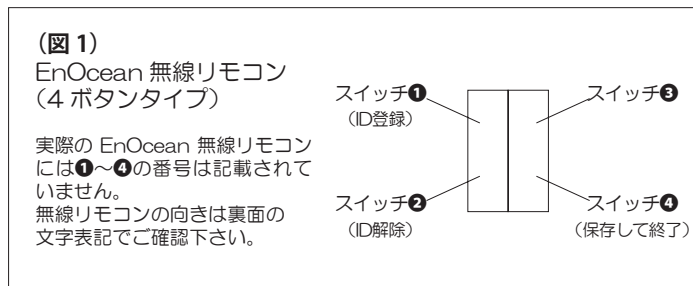 （図 1）
EnOcean 無線リモコン
（4 ボタンタイプ）
実際の EnOcean 無線リモコン
には❶～❹の番号は記載されて
いません。
無線リモコンの向きは裏面の
文字表記でご確認下さい。
スイッチ❶
（ID登録）
スイッチ❸
スイッチ❷
（ID解除）
スイッチ❹
（保存して終了）